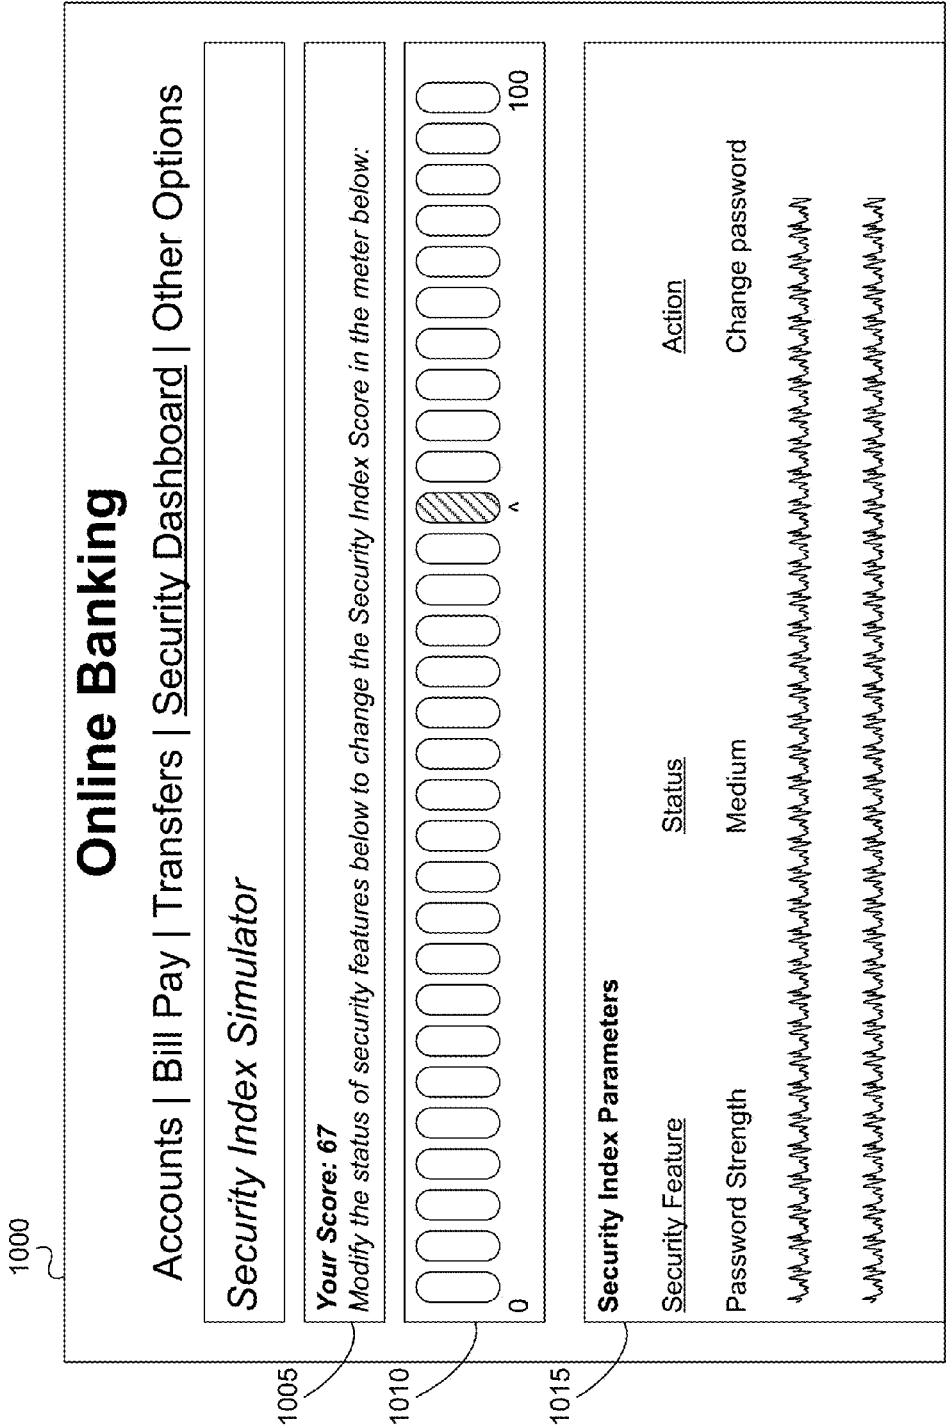 1000
Online Banking
Accounts | Bill Pay | Transfers | Security Dashboard | Other Options
Security Index Simulator
1005
Your Score: 67
Modify the status of security features below to change the Security Index Score in the meter below:
1010
0 ^ 100
1015
Security Index Parameters
Security Feature Status Action
Password Strength Medium Change password